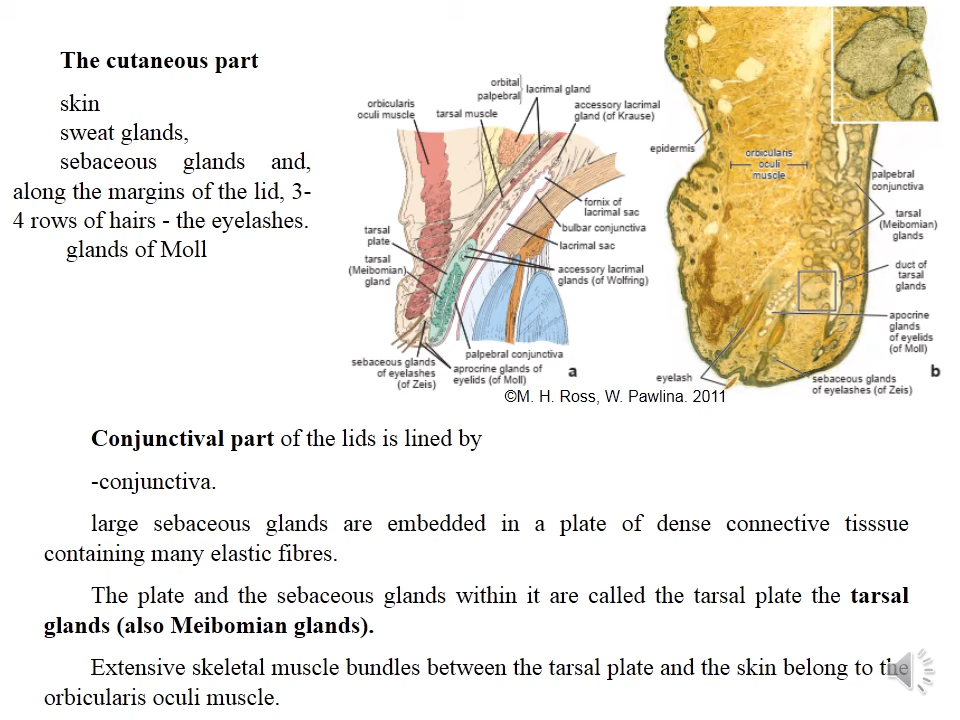 The cutaneous part
skin
sweat glands,
sebaceous glands and,
along the margins of the lid, 3-
4 rows of hairs - the eyelashes.
glands of Moll
orbicularis
oculi muscle
orbital
palpebral
lacrimal gland
tarsal muscle
accessory lacrimal
gland (of Krause)
fornix of
lacrimal sac
bulbar conjunctiva
lacrimal sac
tarsal
plate
tarsal
(Meibomian)
gland
accessory lacrimal
glands (of Wolfring)
palpebral conjunctiva
sebaceous glands
of eyelashes
(of Zeis)
aprocrine glands of
eyelids (of Moll)
a
epidermis
orbicularis
oculi
muscle
palpebral
conjunctiva
tarsal
(Meibomian)
glands
duct of
tarsal
glands
apocrine
glands
of eyelids
(of Moll)
eyelash
sebaceous glands
of eyelashes (of Zeis)
b
©M. H. Ross, W. Pawlina. 2011
Conjunctival part of the lids is lined by
-conjunctiva.
large sebaceous glands are embedded in a plate of dense connective tisssue
containing many elastic fibres.
The plate and the sebaceous glands within it are called the tarsal plate the tarsal
glands (also Meibomian glands).
Extensive skeletal muscle bundles between the tarsal plate and the skin belong to the
orbicularis oculi muscle.